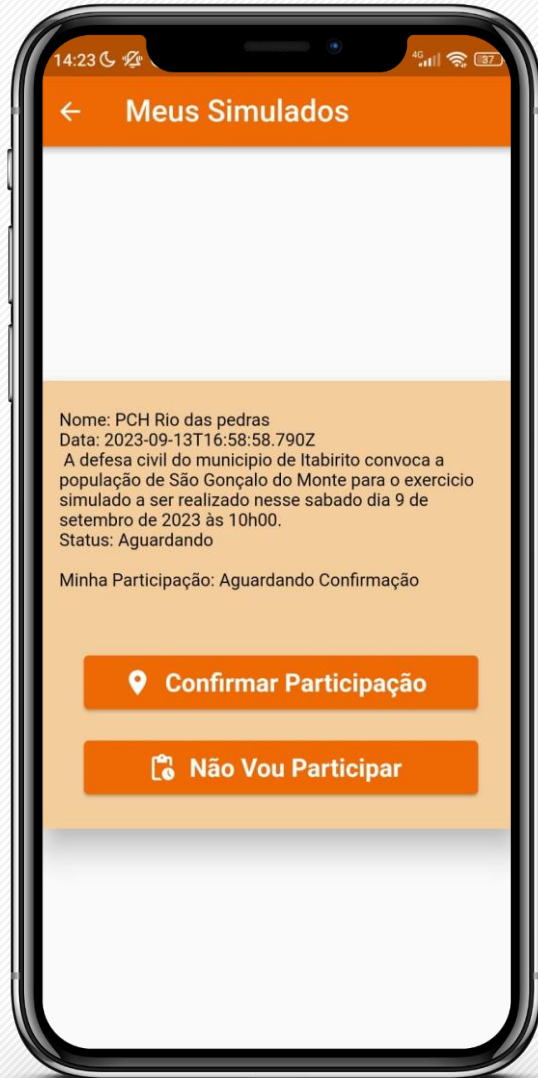 14:23
4G
37
Meus Simulados
Nome: PCH Rio das pedras
Data: 2023-09-13T16:58:58.790Z
A defesa civil do municipio de Itabirito convoca a
população de São Gonçalo do Monte para o exercicio
simulado a ser realizado nesse sabado dia 9 de
setembro de 2023 às 10h00.
Status: Aguardando
Minha Participação: Aguardando Confirmação
Confirmar Participação
Não Vou Participar